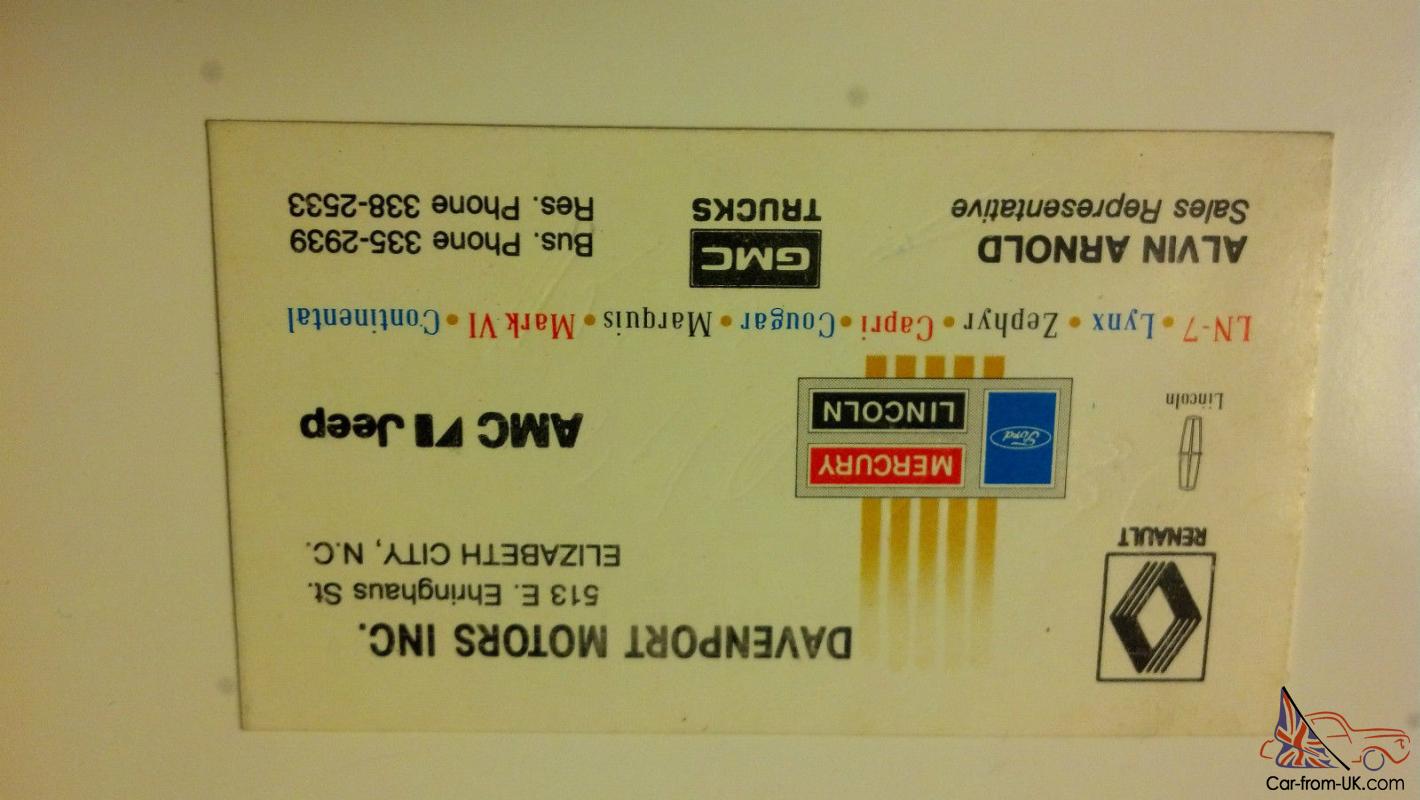 DAVENPORT MOTORS INC.
513 E. Ehringhaus St.
ELIZABETH CITY, N.C.
RENAULT
Lincoln
Ford
MERCURY
LINCOLN
AMC Jeep
LN-7 • Lynx • Zephyr • Capri • Cougar • Marquis • Mark VI • Continental
ALVIN ARNOLD
Sales Representative
GMC
TRUCKS
Bus. Phone 335-2939
Res. Phone 338-2533
Car-from-UK.com